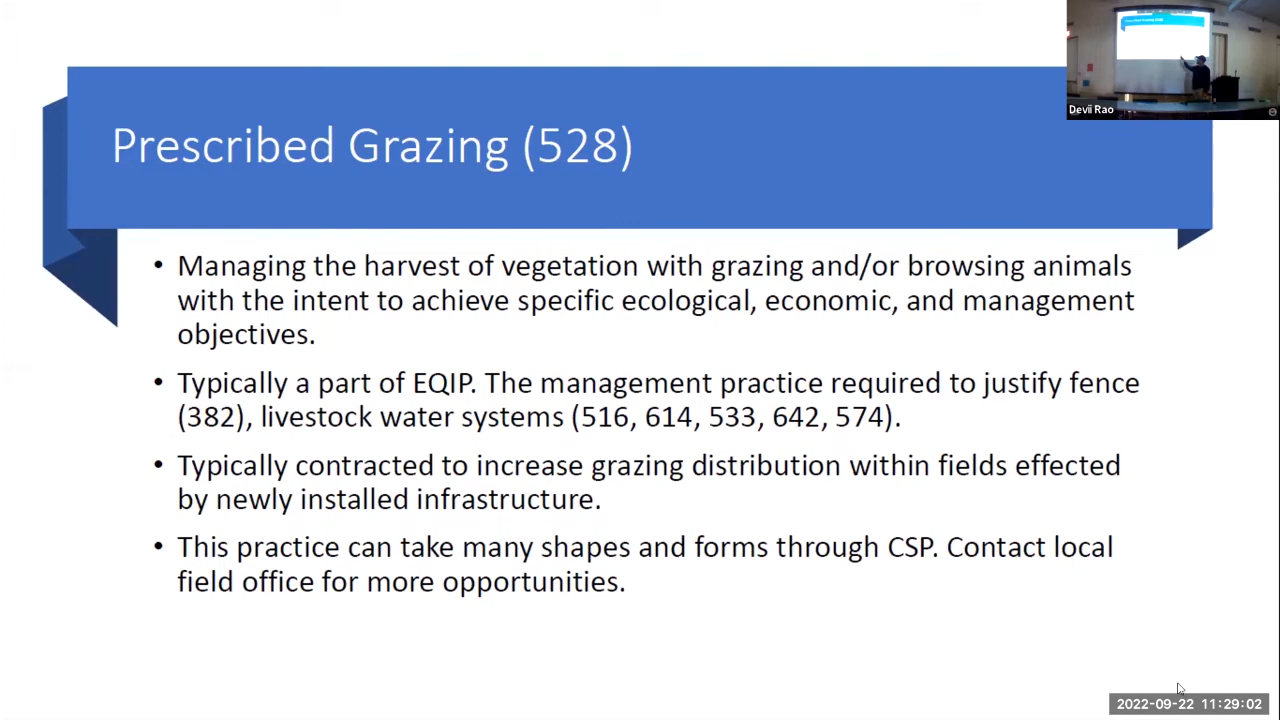 Prescribed Grazing (528)
• Managing the harvest of vegetation with grazing and/or browsing animals
with the intent to achieve specific ecological, economic, and management
objectives.
• Typically a part of EQIP. The management practice required to justify fence
(382), livestock water systems (516, 614, 533, 642, 574).
• Typically contracted to increase grazing distribution within fields effected
by newly installed infrastructure.
• This practice can take many shapes and forms through CSP. Contact local
field office for more opportunities.
Devii Rao
2022-09-22 11:29:02